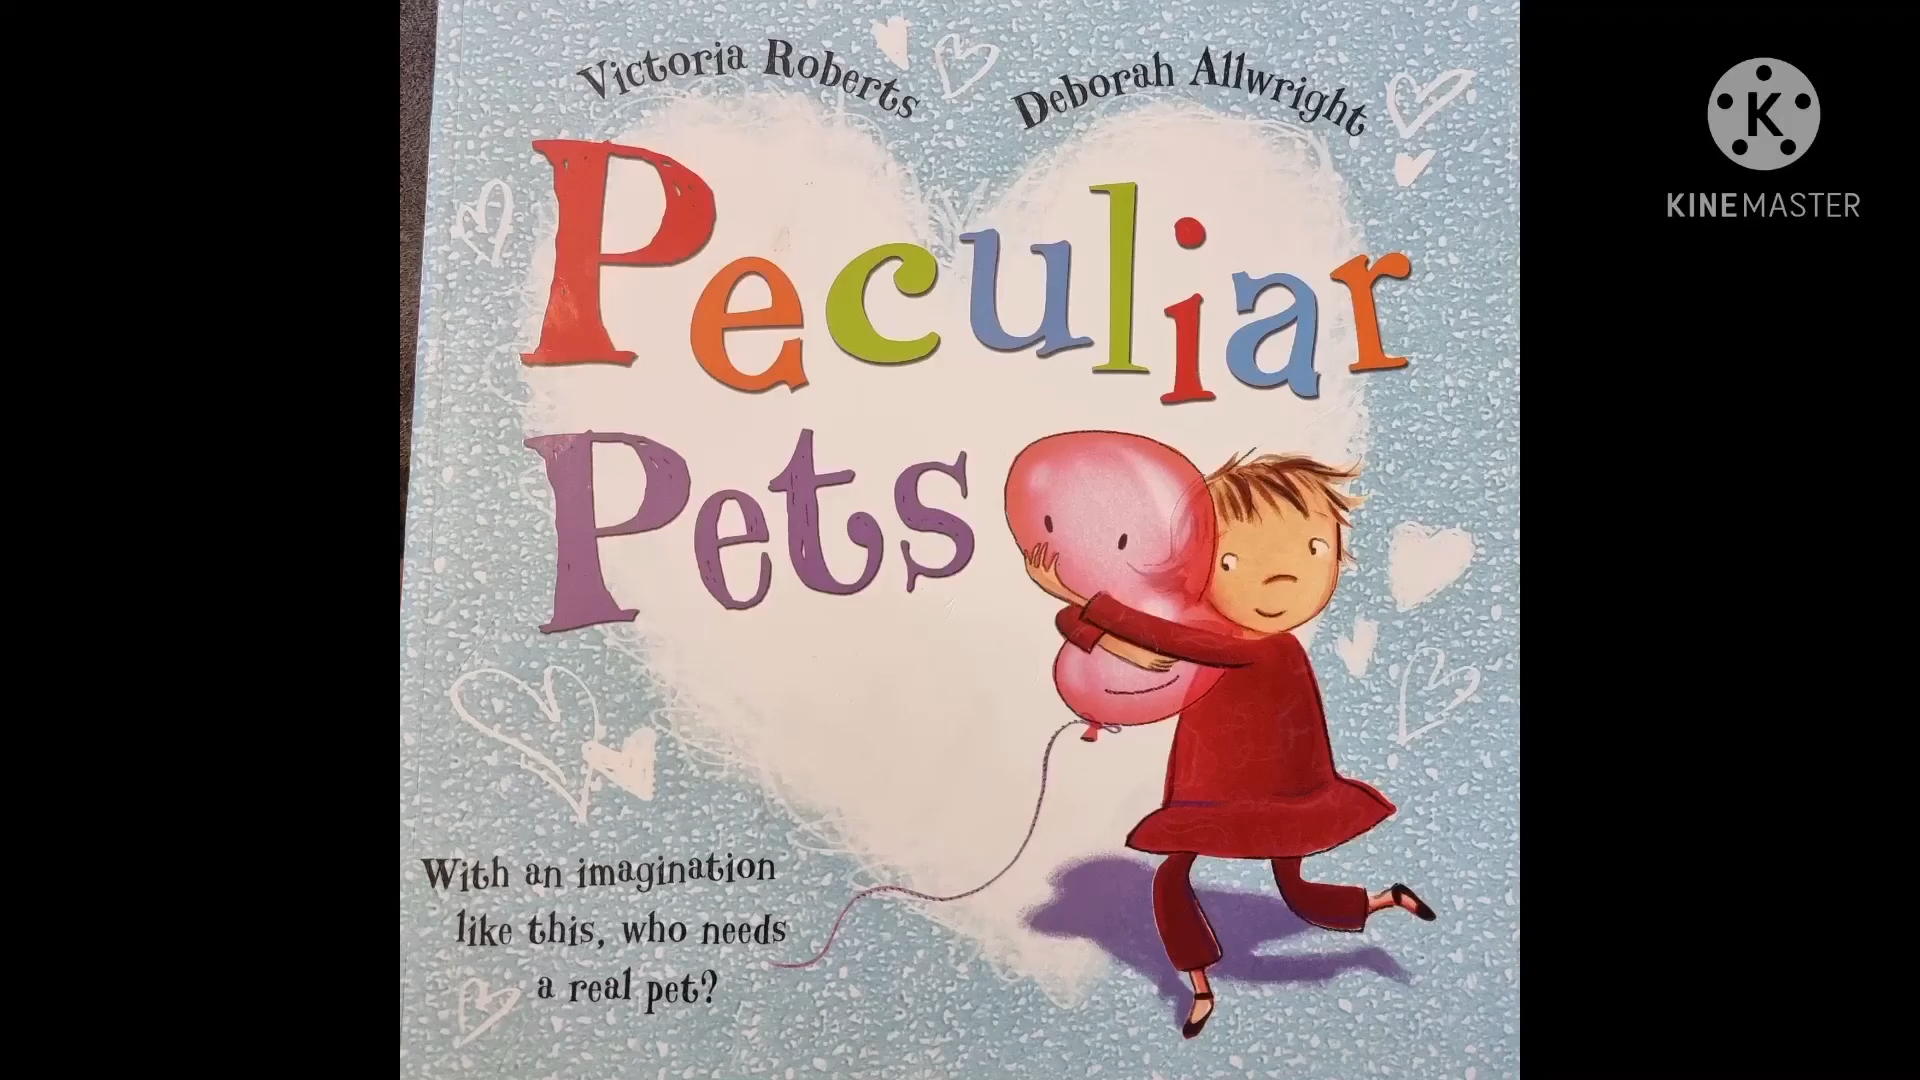 Victoria Roberts
Deborah Allwright
Peculiar
Pets
With an imagination
like this, who needs
a real pet?
K
KINEMASTER